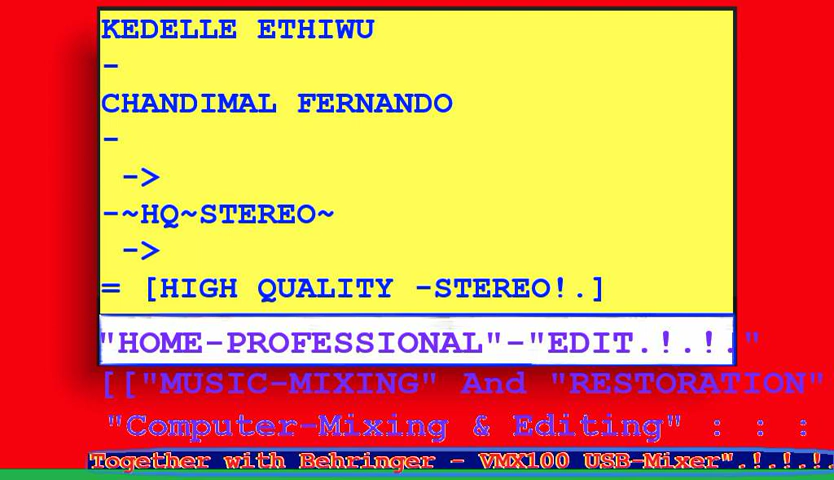 KEDELLE ETHIWU
-
CHANDIMAL FERNANDO
-
->
-~HQ~STEREO~
->
= [HIGH QUALITY -STEREO!.]
"HOME-PROFESSIONAL"-"EDIT.!.!."
[["MUSIC-MIXING" And "RESTORATION"
"Computer-Mixing & Editing" : : :
Together with Behringer - VMX100 USB-Mixer".!.!.!.